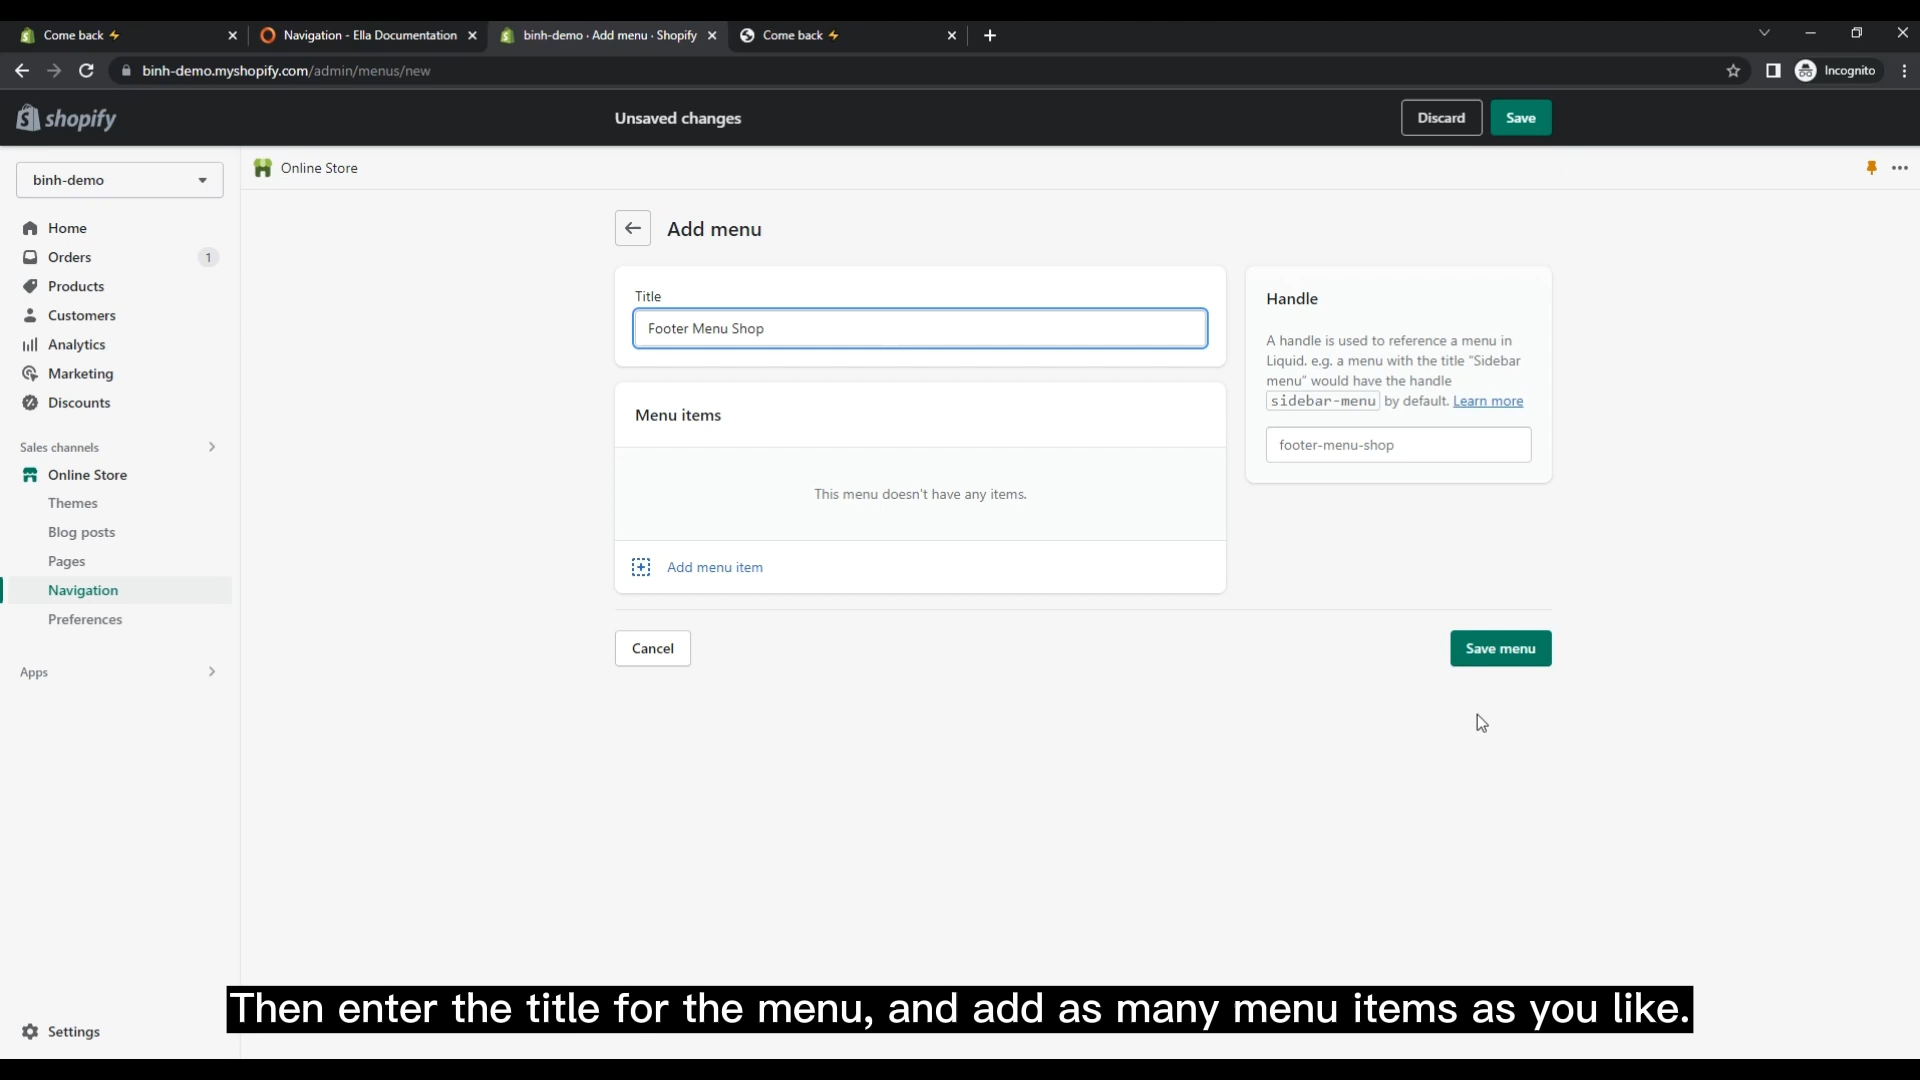 Come back ⚡
Navigation - Ella Documentation
binh-demo · Add menu · Shopify
Come back ⚡
binh-demo.myshopify.com/admin/menus/new
Incognito
shopify
Unsaved changes
Discard
Save
binh-demo
Online Store
Home
Orders
1
Products
Customers
Analytics
Marketing
Discounts
Sales channels
Online Store
Themes
Blog posts
Pages
Navigation
Preferences
Apps
Settings
Add menu
Title
Footer Menu Shop
Menu items
This menu doesn't have any items.
Add menu item
Handle
A handle is used to reference a menu in
Liquid. e.g. a menu with the title "Sidebar
menu" would have the handle
sidebar-menu by default. Learn more
footer-menu-shop
Cancel
Save menu
Then enter the title for the menu, and add as many menu items as you like.